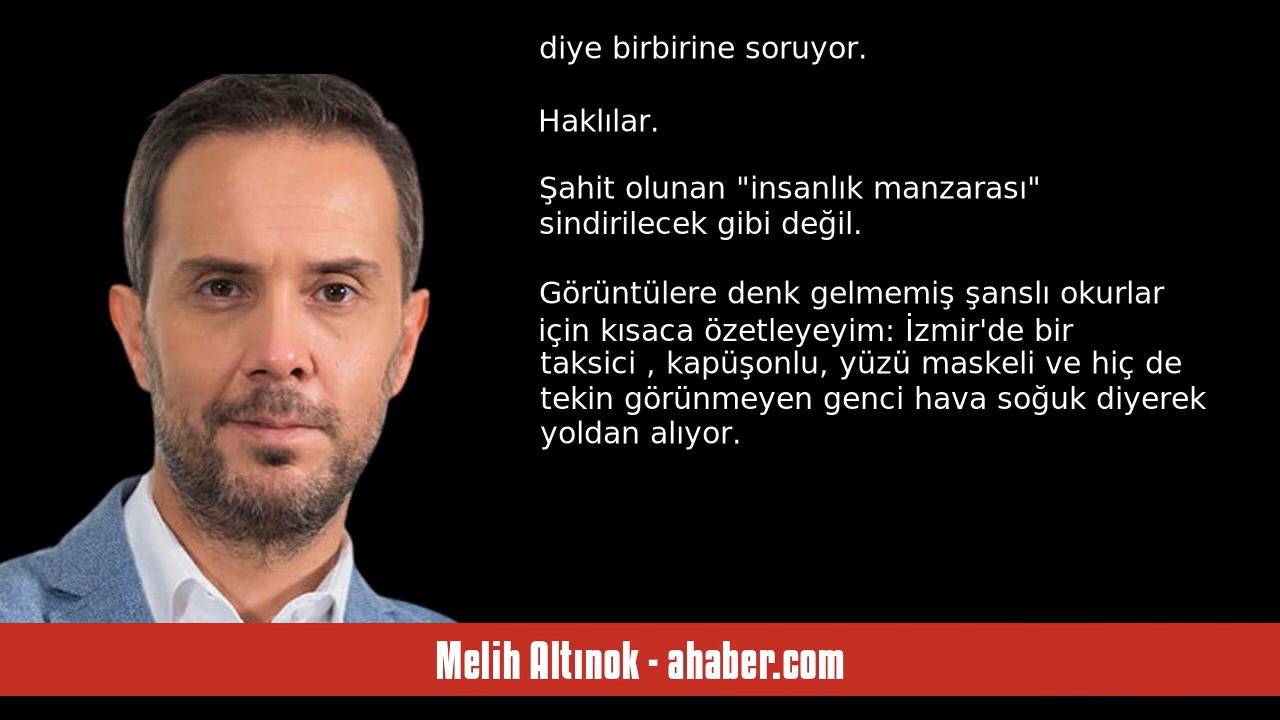 diye birbirine soruyor.
Haklılar.
Şahit olunan "insanlık manzarası"
sindirilecek gibi değil.
Görüntülere denk gelmemiş şanslı okurlar
için kısaca özetleyeyim: İzmir'de bir
taksici , kapüşonlu, yüzü maskeli ve hiç de
tekin görünmeyen genci hava soğuk diyerek
yoldan alıyor.
Melih Altınok - ahaber.com